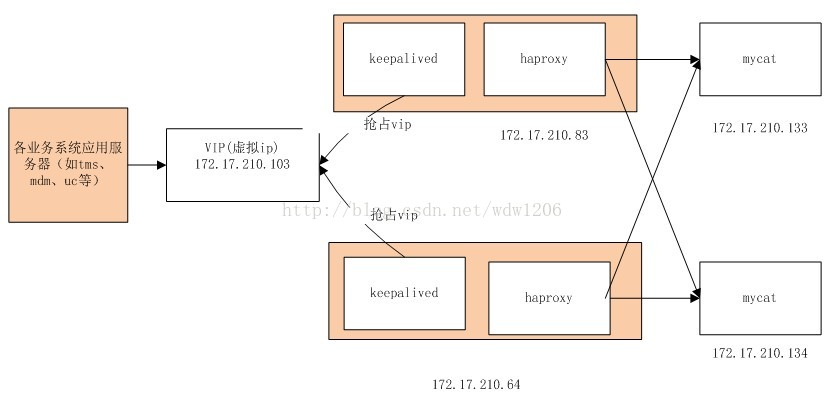 keepalived
haproxy
mycat
抢占vip
172.17.210.83
172.17.210.133
各业务系统应用服
务器（如tms、
mdm、uc等）
VIP(虚拟ip)
172.17.210.103
http://blog.csdn.net/wdw1206
抢占vip
keepalived
haproxy
mycat
172.17.210.134
172.17.210.64